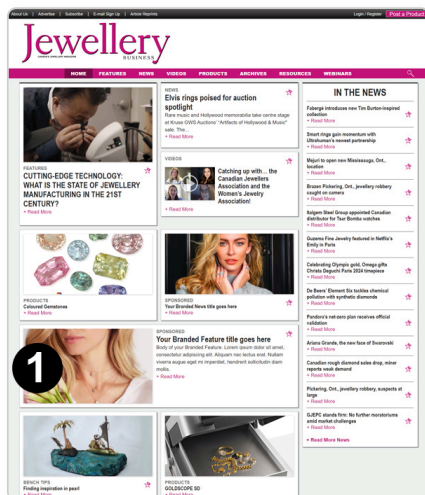 About Us | Advertise | Subscribe | E-mail Sign Up | Article Reprints
Login / Register
Post a Product
Jewellery
BUSINESS
HOME
FEATURES
NEWS
VIDEOS
PRODUCTS
ARCHIVES
RESOURCES
WEBINARS
FEATURES
CUTTING-EDGE TECHNOLOGY:
WHAT IS THE STATE OF JEWELLERY
MANUFACTURING IN THE 21ST
CENTURY?
+ Read More
NEWS
Elvis rings poised for auction
spotlight
Rare music and Hollywood memorabilia take centre stage
at Kruse GWS Auctions' "Artifacts of Hollywood & Music"
sale. The...
+ Read More
VIDEOS
Catching up with... the
Canadian Jewellers
Association and the
Women's Jewelry
Association!
+ Read More
PRODUCTS
Coloured Gemstones
+ Read More
SPONSORED
Your Branded News title goes here
+ Read More
1
SPONSORED
Your Branded Feature title goes here
Body of your Branded Feature. Lorem ipsum dolor sit amet,
consectetur adipiscing elit. Aliquam nec lectus erat. Nullam
viverra augue eget mi imperdiet, hendrerit sollicitudin diam
mollis.
+ Read More
BENCH TIPS
Finding inspiration in pearl
+ Read More
PRODUCTS
GOLDSCOPE SD
+ Read More
IN THE NEWS
Fabergé introduces new Tim Burton-inspired
collection
+ Read More
Smart rings gain momentum with
Ultrahuman's newest partnership
+ Read More
Mejuri to open new Mississauga, Ont.,
location
+ Read More
Brazen Pickering, Ont., jewellery robbery
caught on camera
+ Read More
Italgem Steel Group appointed Canadian
distributor for Tsar Bomba watches
+ Read More
Guzema Fine Jewelry featured in Netflix's
Emily in Paris
+ Read More
Celebrating Olympic gold, Omega gifts
Christo Deguchi Paris 2024 timepiece
+ Read More
De Beers' Element Six tackles chemical
pollution with synthetic diamonds
+ Read More
Pandora's net-zero plan receives official
validation
+ Read More
Ariana Grande, the new face of Swarovski
+ Read More
Canadian rough diamond sales drop, miner
reports weak demand
+ Read More
Pickering, Ont., jewellery robbery, suspects at
large
+ Read More
GJEPC stands firm: No further moratoriums
amid market challenges
+ Read More
+ Read More News